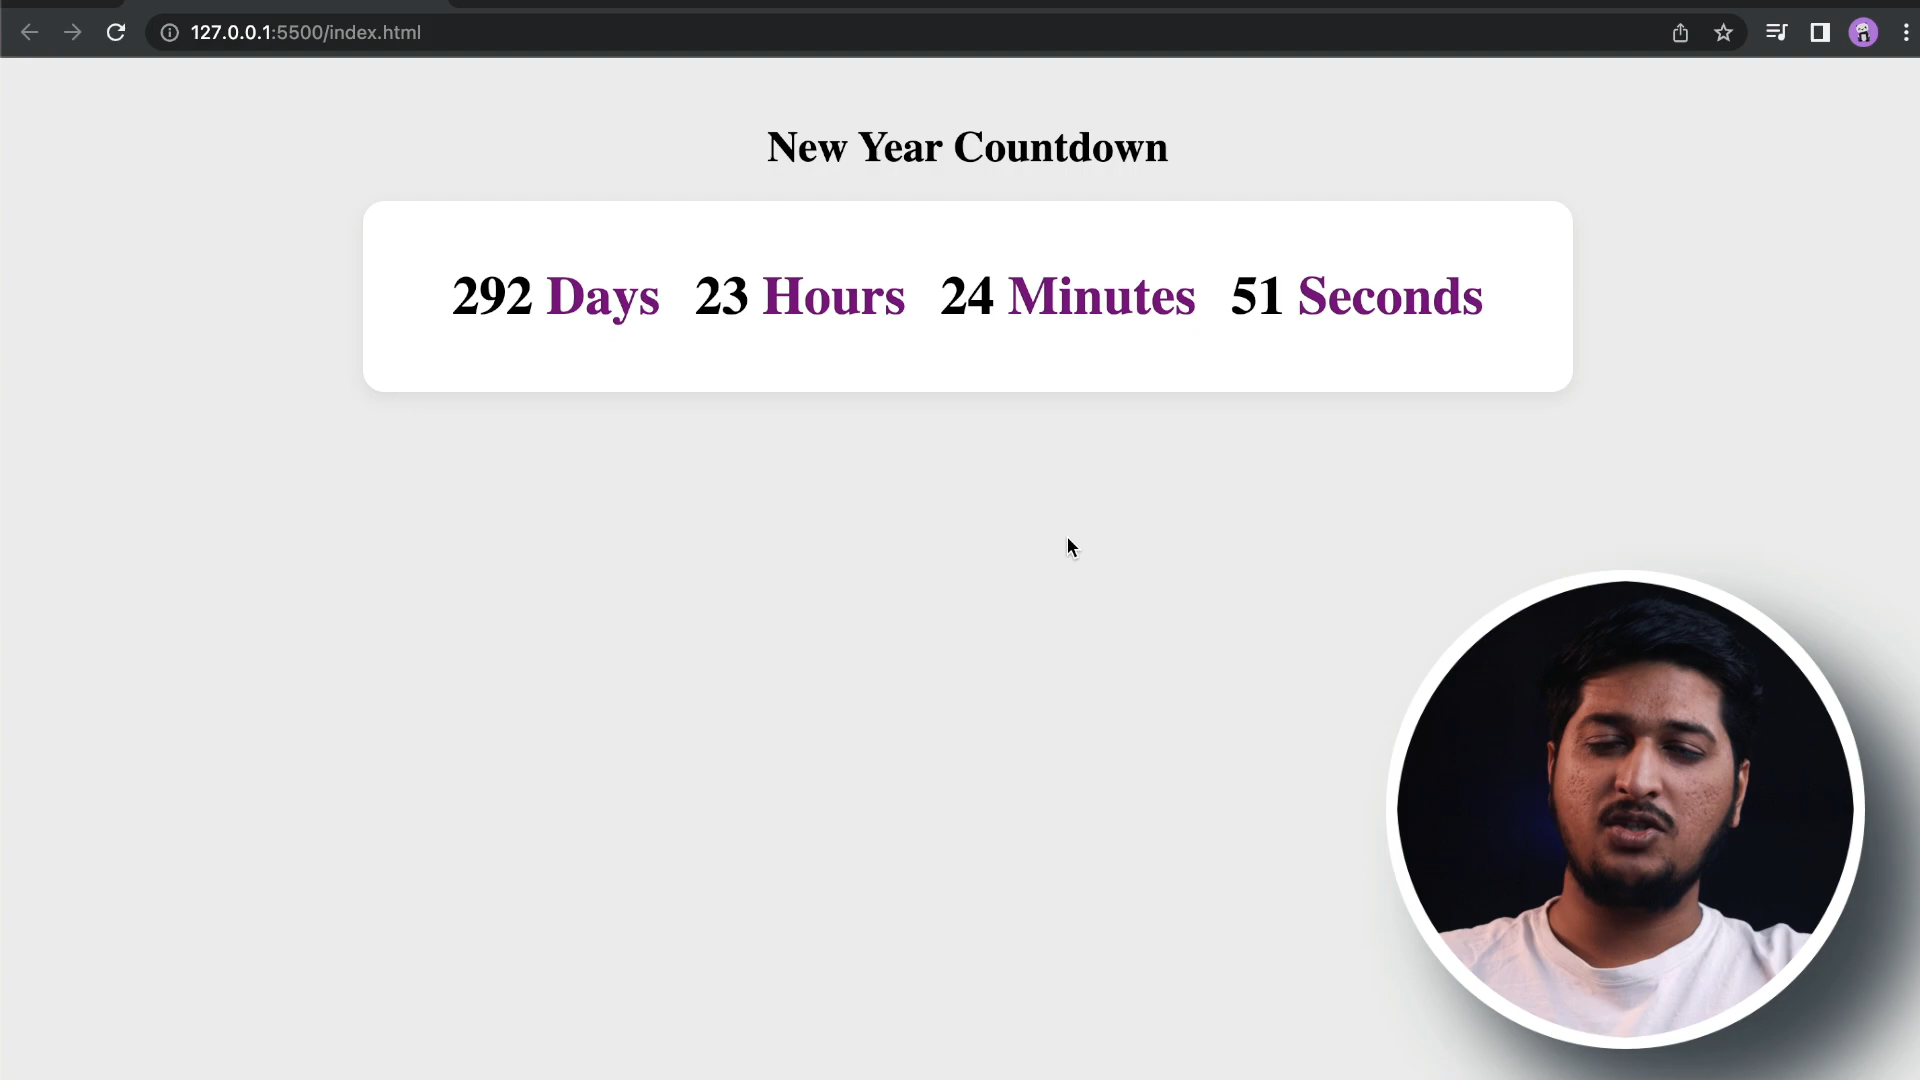 127.0.0.1:5500/index.html
New Year Countdown
292 Days 23 Hours 24 Minutes 51 Seconds